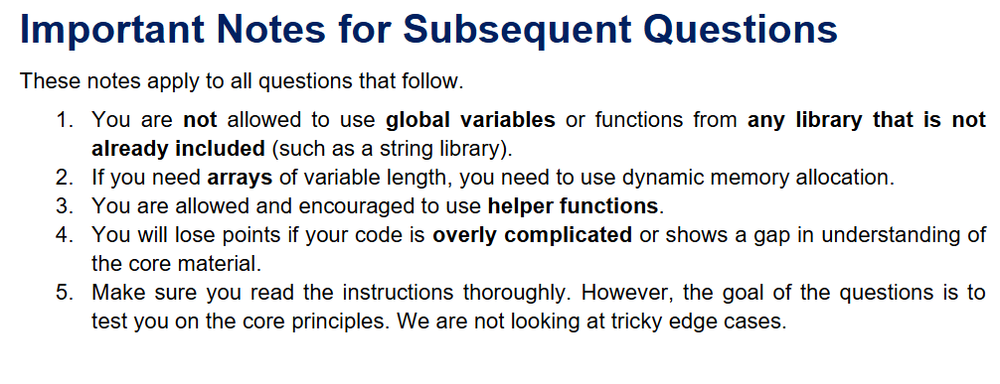 Important Notes for Subsequent Questions
These notes apply to all questions that follow.
1. You are not allowed to use global variables or functions from any library that is not
already included (such as a string library).
2. If you need arrays of variable length, you need to use dynamic memory allocation.
3. You are allowed and encouraged to use helper functions.
4. You will lose points if your code is overly complicated or shows a gap in understanding of
the core material.
5. Make sure you read the instructions thoroughly. However, the goal of the questions is to
test you on the core principles. We are not looking at tricky edge cases.